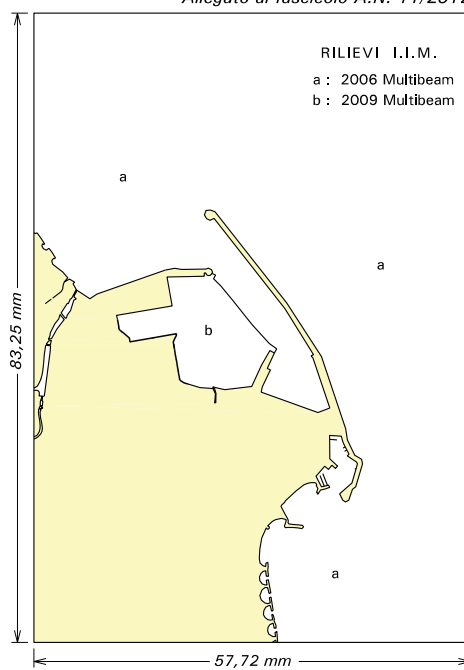 RILIEVI I.I.M.
a : 2006 Multibeam
b : 2009 Multibeam
a
a
83,25 mm
b
a
57,72 mm